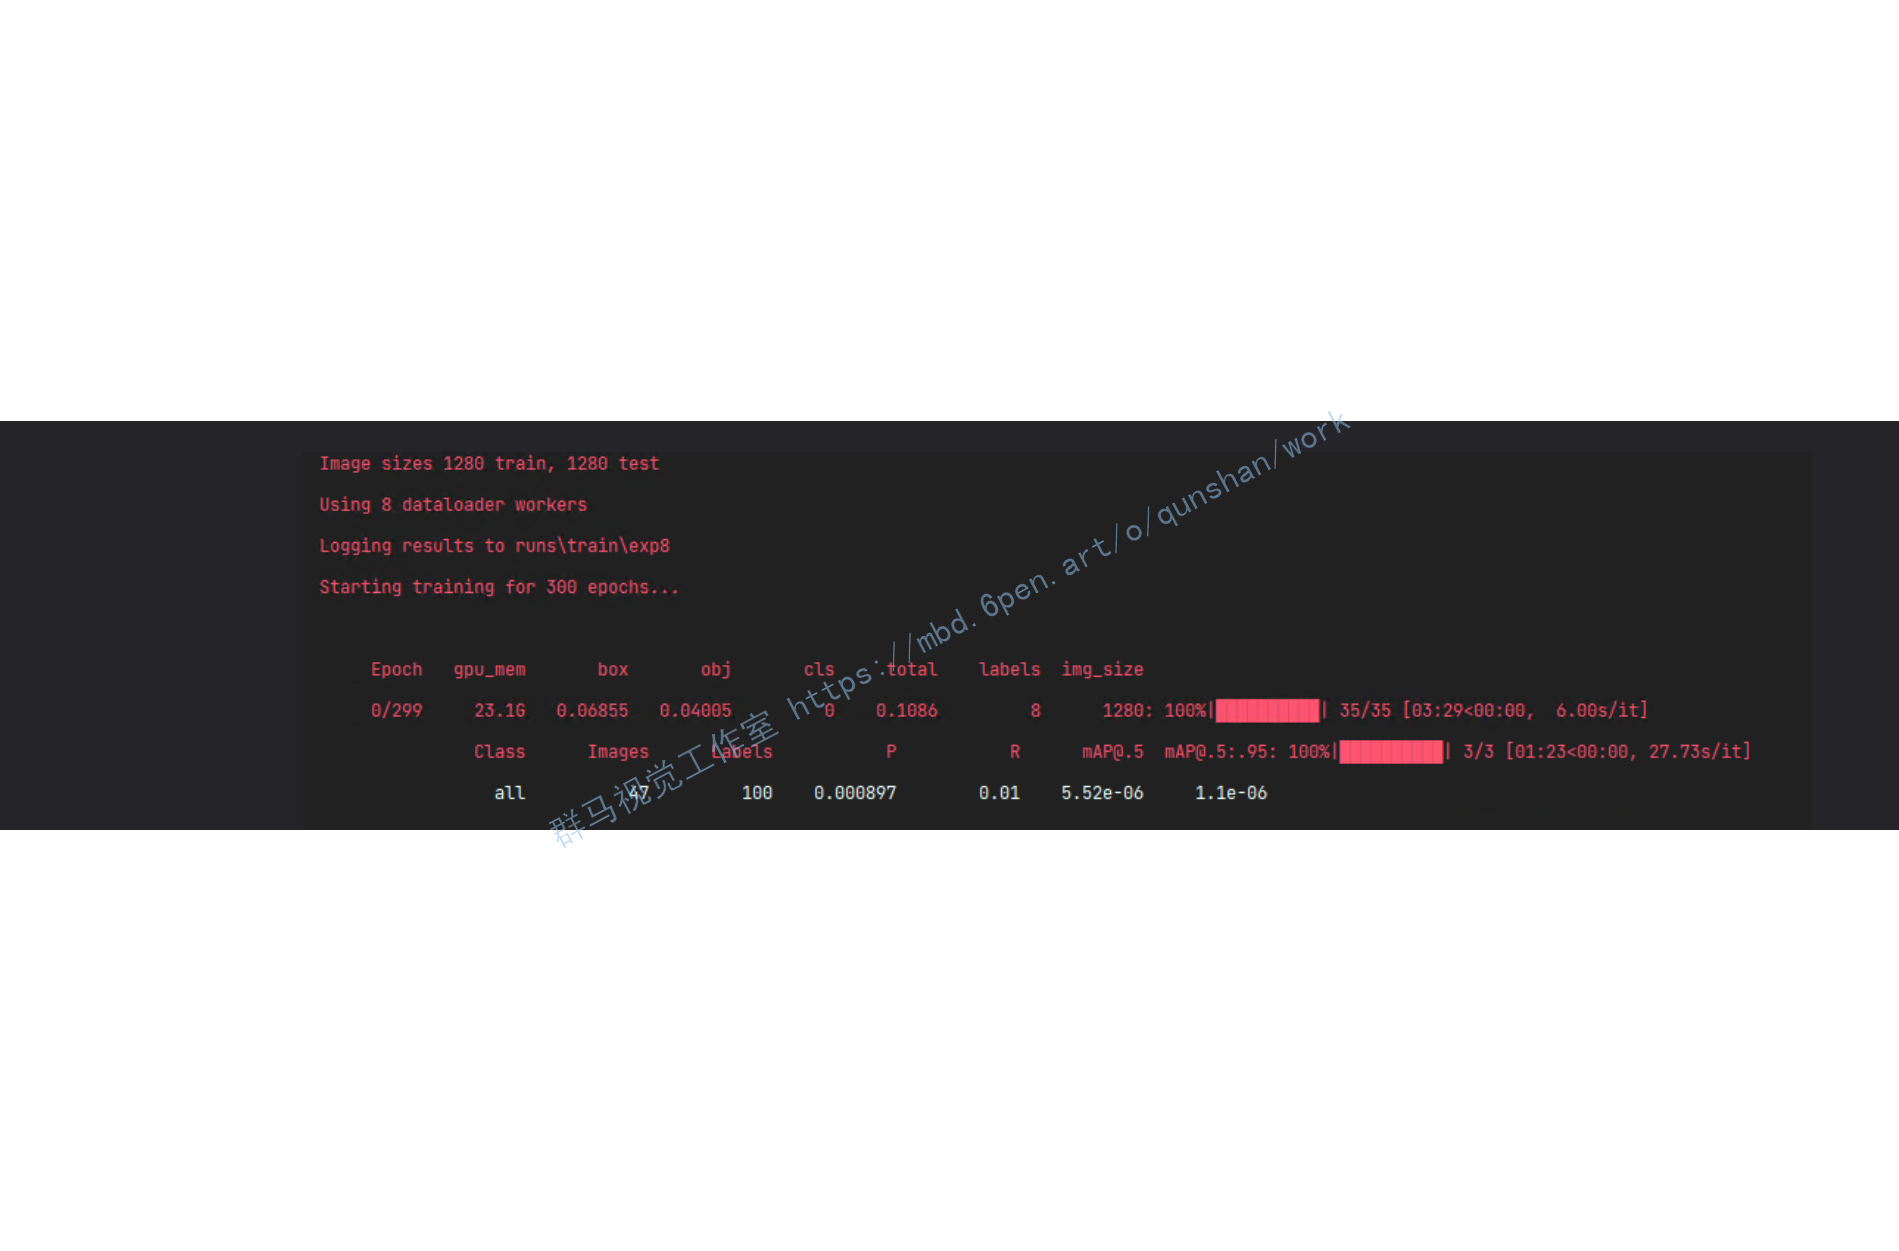 Image sizes 1280 train, 1280 test
Using 8 dataloader workers
Logging results to runs\train\exp8
Starting training for 300 epochs...
Epoch gpu_mem box obj cls total labels img_size
0/299 23.1G 0.06855 0.04005 0 0.1086 8 1280: 100%|██████████| 35/35 [03:29<00:00, 6.00s/it]
Class Images Labels P R mAP@.5 mAP@.5:.95: 100%|██████████| 3/3 [01:23<00:00, 27.73s/it]
all 47 100 0.000897 0.01 5.52e-06 1.1e-06
群马视觉工作室 https://mbd.6pen.art/o/qunshan/work